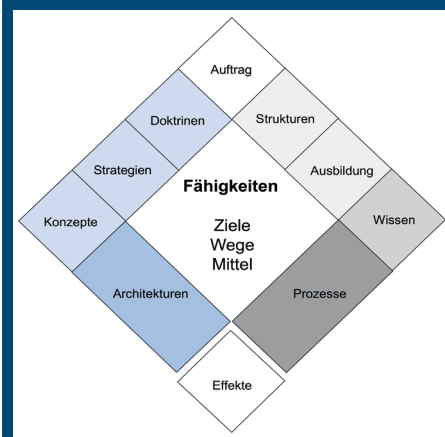 Auftrag
Doktrinen
Strukturen
Strategien
Ausbildung
Fähigkeiten
Konzepte
Wissen
Ziele
Wege
Mittel
Architekturen
Prozesse
Effekte